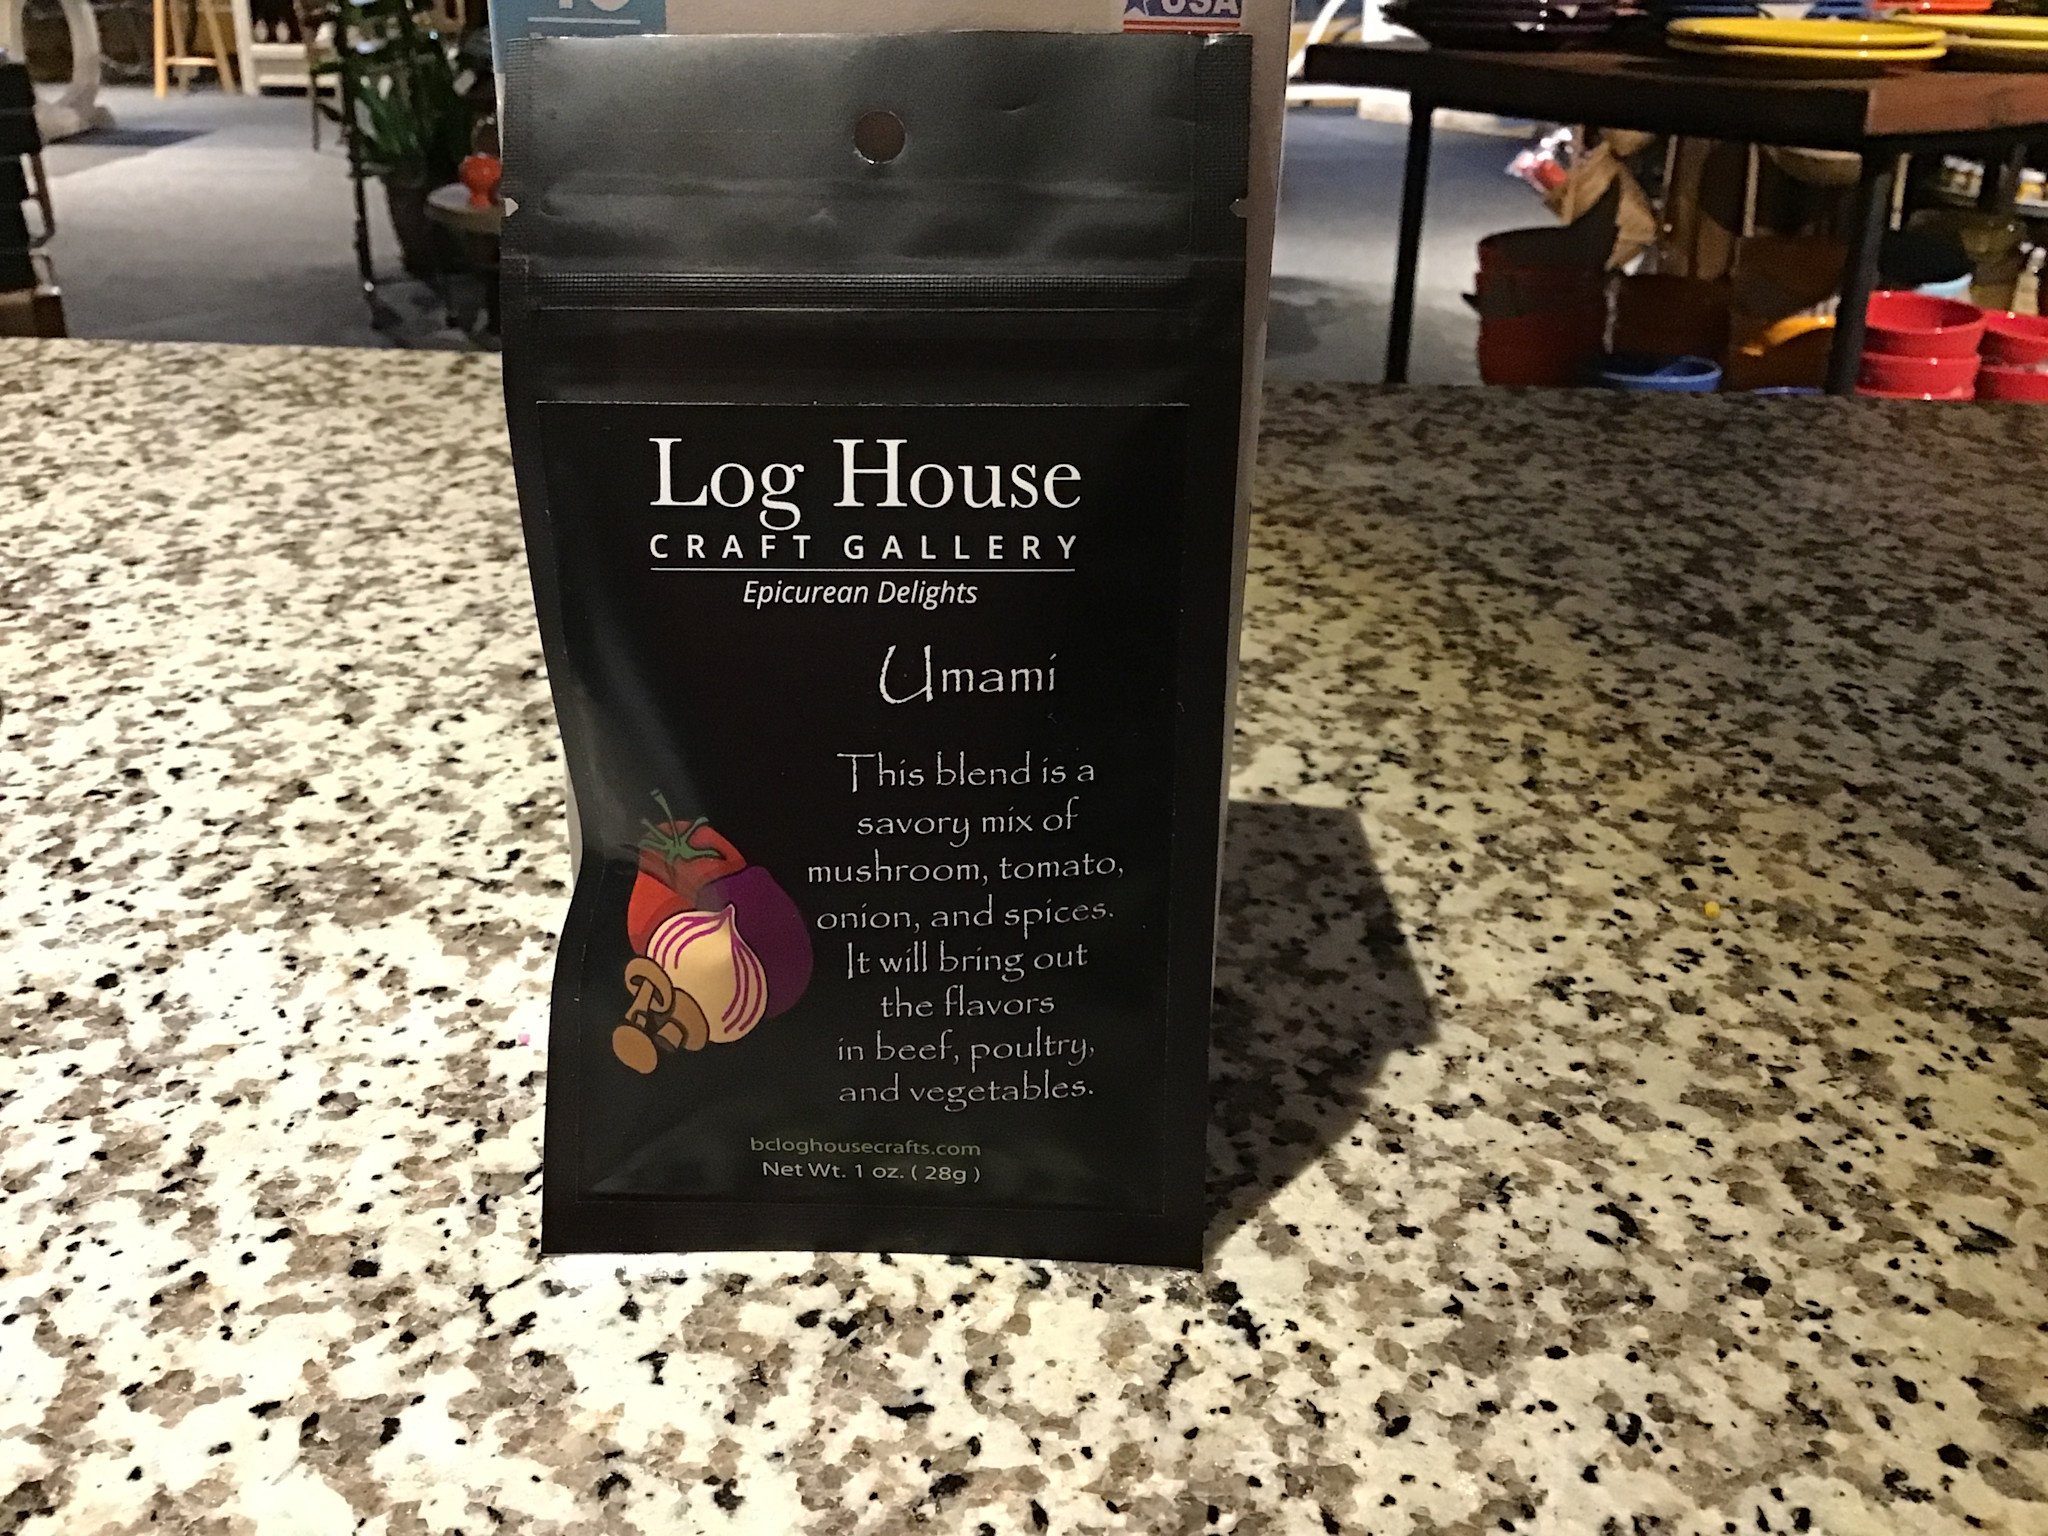 USA
Log House
CRAFT GALLERY
Epicurean Delights
Umami
This blend is a
savory mix of
mushroom, tomato,
onion, and spices.
It will bring out
the flavors
in beef, poultry,
and vegetables.
bcloghousecrafts.com
Net Wt. 1 oz. ( 28g )